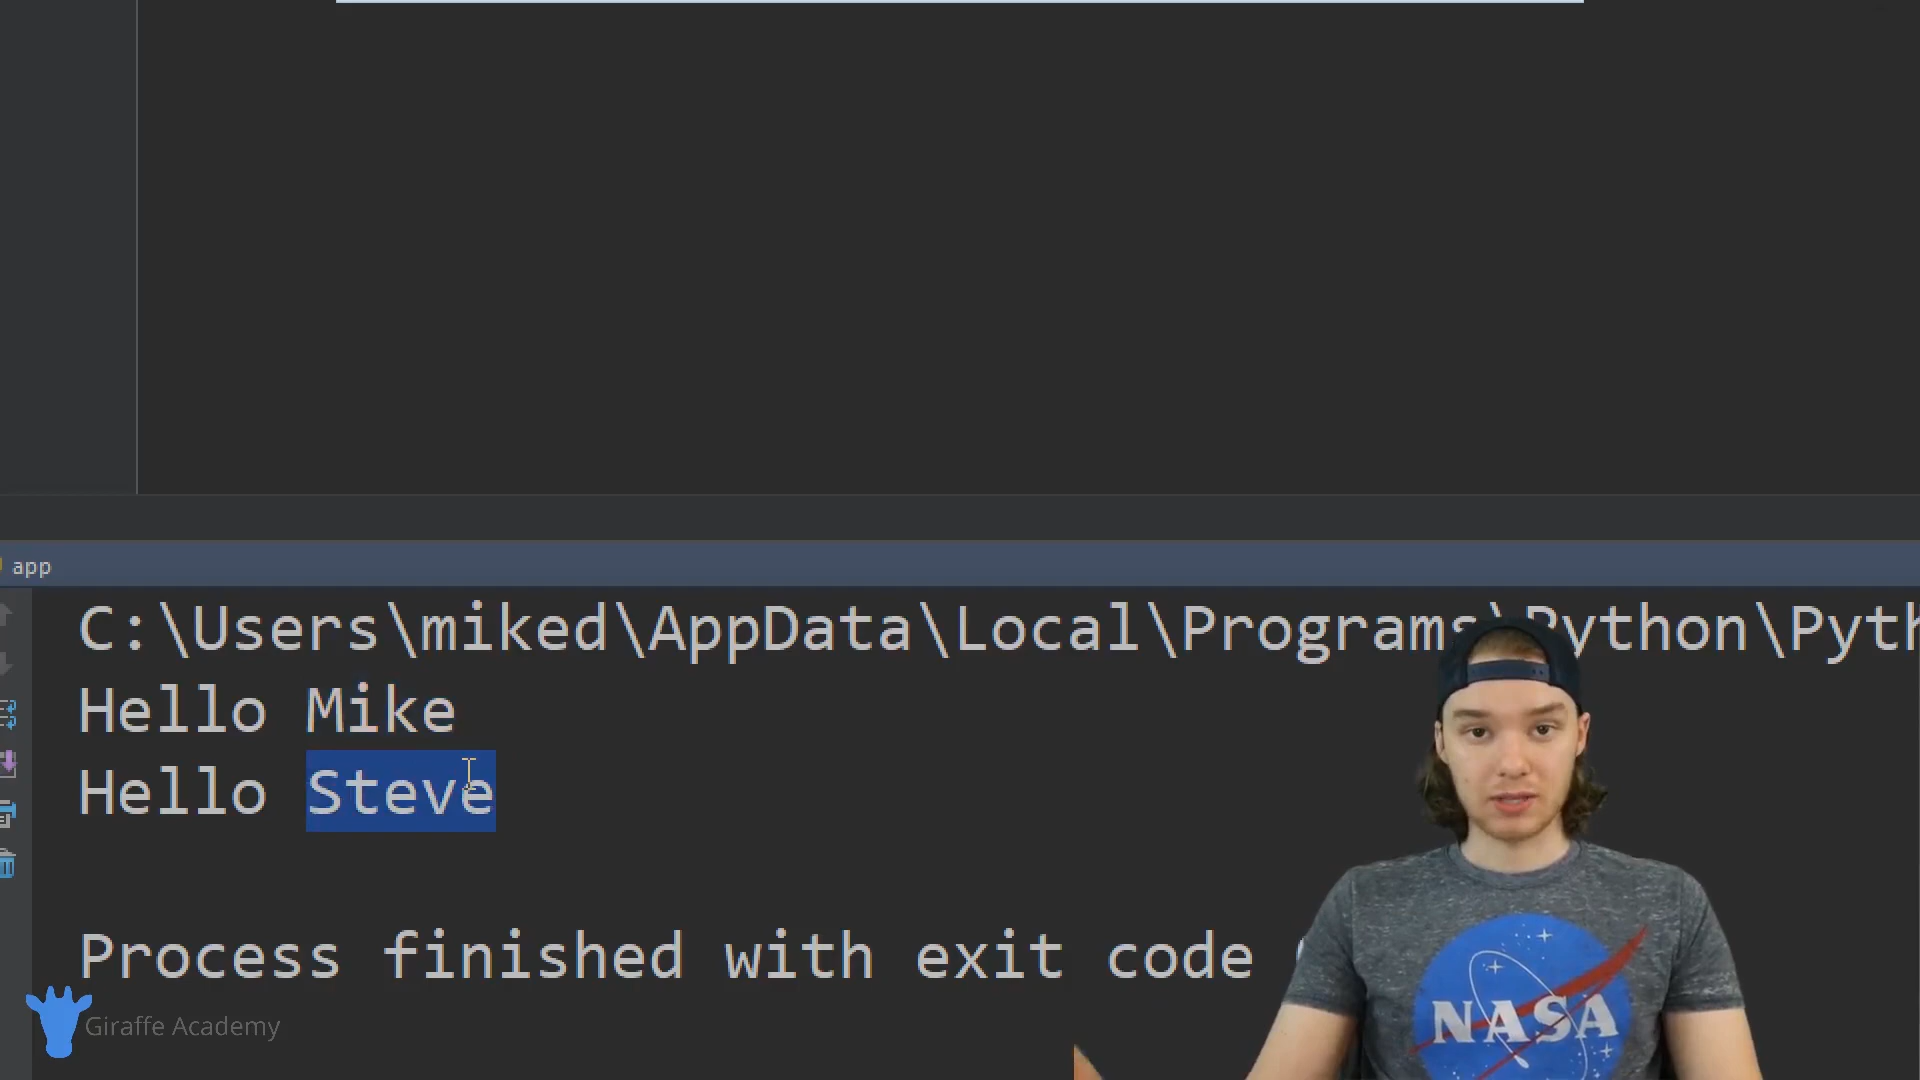 app
C:\Users\miked\AppData\Local\Programs\Python\Pyth
Hello Mike
Hello Steve
Process finished with exit code
Giraffe Academy
NASA